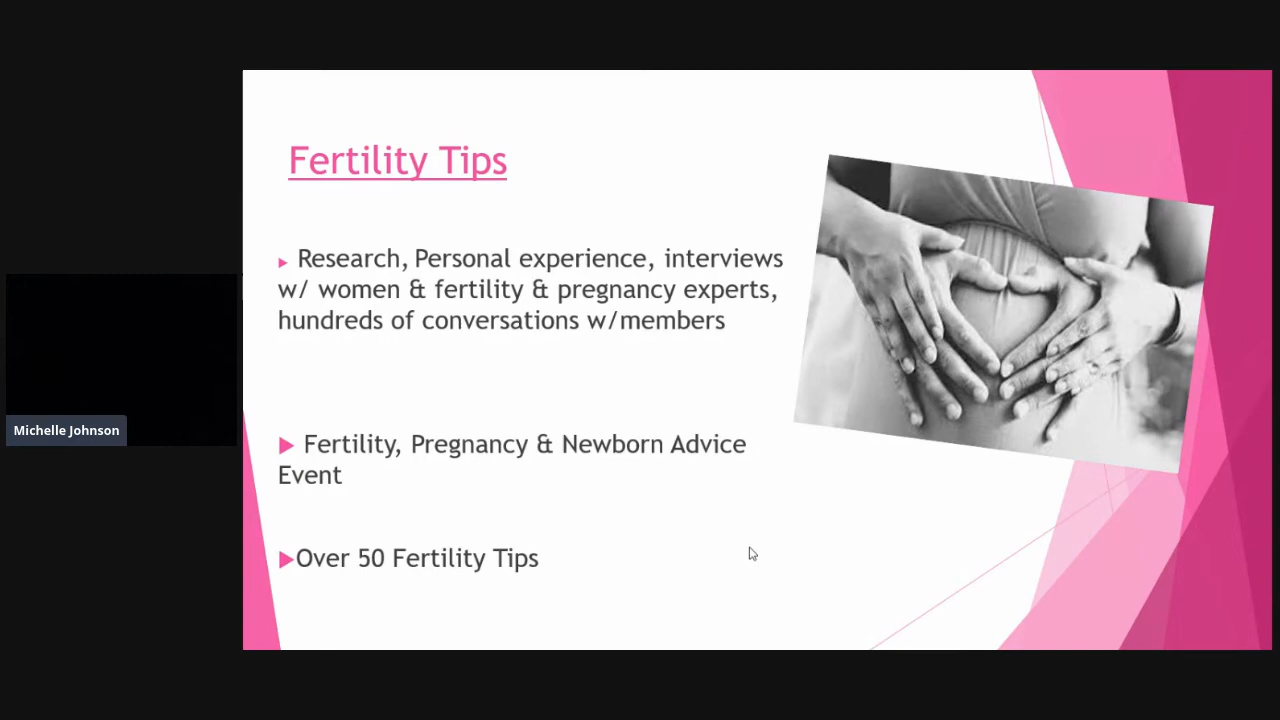 Fertility Tips
Research, Personal experience, interviews
w/ women & fertility & pregnancy experts,
hundreds of conversations w/members
Michelle Johnson
Fertility, Pregnancy & Newborn Advice
Event
Over 50 Fertility Tips